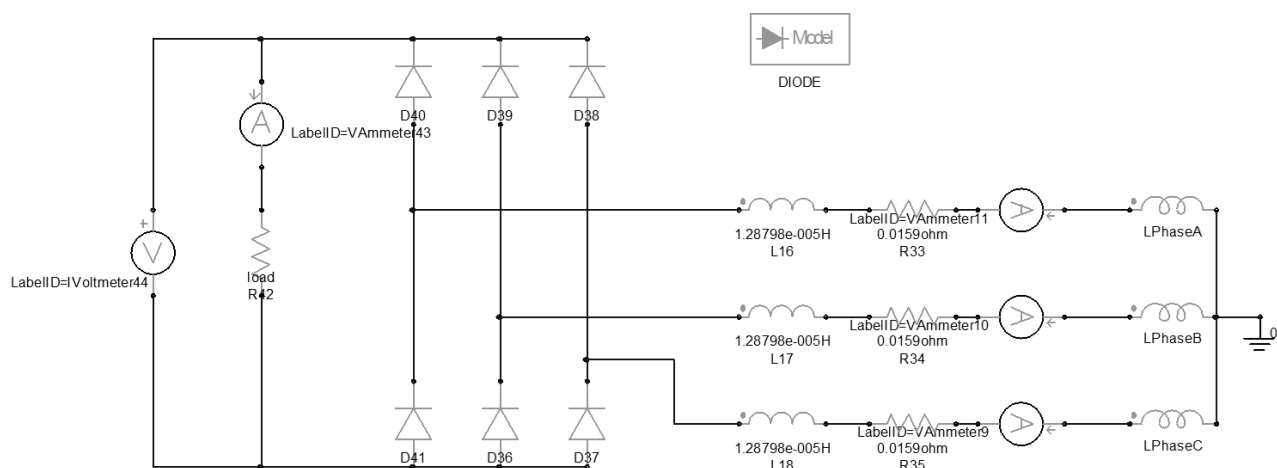 Model
DIODE
D40
D39
D38
A
LabelID=VAmmeter43
+
V
LabelID=IVoltmeter44
load
R42
1.28798e-005H
L16
LabelID=VAmmeter11
0.0159ohm
R33
A
LPhaseA
1.28798e-005H
L17
LabelID=VAmmeter10
0.0159ohm
R34
A
LPhaseB
0
1.28798e-005H
L18
LabelID=VAmmeter9
0.0159ohm
R35
A
LPhaseC
D41
D36
D37